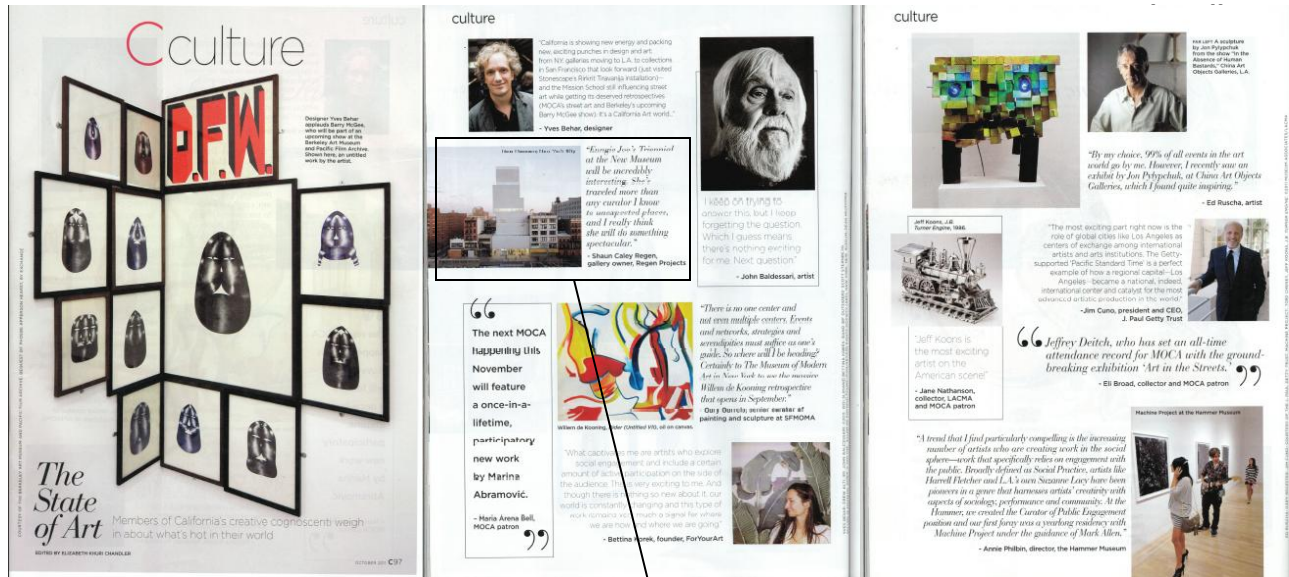 C culture
D.F.W.
Designer Yves Behar
applauds Barry McGee,
who will be part of an
upcoming show at the
Berkeley Art Museum
and Pacific Film Archive.
Shown here, an untitled
work by the artist.
The
State
of Art
Members of California's creative cognoscenti weigh
in about what's hot in their world
EDITED BY ELIZABETH KHURI CHANDLER
OCTOBER 2011 C97
culture
"California is showing new energy and packing
new, exciting punches in design and art
from N.Y. galleries moving to L.A. to collections
in San Francisco that look forward (just visited
Stonescape's Rirkrit Tiravanija installation)—
and the Mission School still influencing street
art while getting its deserved retrospectives
(MOCA's street art and Berkeley's upcoming
Barry McGee show): it's a California Art world..."
- Yves Behar, designer
"Eungie Joo's Triennial
at the New Museum
will be incredibly
interesting. She's
traveled more than
any curator I know
to unexpected places,
and I really think
she will do something
spectacular."
- Shaun Caley Regen,
gallery owner, Regen Projects
"I keep on trying to
answer this, but I keep
forgetting the question.
Which I guess means
there's nothing exciting
for me. Next question"
- John Baldessari, artist
"
The next MOCA
happening this
November
will feature
a once-in-a-
lifetime,
participatory
new work
by Marina
Abramović.
- Maria Arena Bell,
MOCA patron
"
"There is no one center and
not even multiple centers. Events
and networks, strategies and
serendipities must suffice as one's
guide. So where will I be heading?
Certainly to The Museum of Modern
Art in New York to see the massive
Willem de Kooning retrospective
that opens in September."
- Gary Garrels, senior curator of
painting and sculpture at SFMOMA
Willem de Kooning, Rider (Untitled VII), oil on canvas.
"What captivates me are artists who explore
social engagement and include a certain
amount of active participation on the side of
the audience. This is very exciting to me. And
though there is nothing so new about it, our
world is constantly changing and this type of
work remains very much a signal for where
we are now and where we are going"
- Bettina Korek, founder, ForYourArt
culture
FAR LEFT: A sculpture
by Jon Pylypchuk
from the show "In the
Absence of Human
Bastards," China Art
Objects Galleries, L.A.
"By my choice, 99% of all events in the art
world go by me. However, I recently saw an
exhibit by Jon Pylypchuk, at China Art Objects
Galleries, which I found quite inspiring."
- Ed Ruscha, artist
Jeff Koons, J.B.
Turner Engine, 1986.
"Jeff Koons is
the most exciting
artist on the
American scene"
- Jane Nathanson,
collector, LACMA
and MOCA patron
"The most exciting part right now is the
role of global cities like Los Angeles as
centers of exchange among international
artists and arts institutions. The Getty-
supported 'Pacific Standard Time' is a perfect
example of how a regional capital—Los
Angeles—became a national, indeed,
international center and catalyst for the most
advanced artistic production in the world."
-Jim Cuno, president and CEO,
J. Paul Getty Trust
"Jeffrey Deitch, who has set an all-time
attendance record for MOCA with the ground-
breaking exhibition 'Art in the Streets.'"
- Eli Broad, collector and MOCA patron
Machine Project at the Hammer Museum
"A trend that I find particularly compelling is the increasing
number of artists who are creating work in the social
sphere—work that specifically relies on engagement with
the public. Broadly defined as Social Practice, artists like
Harrell Fletcher and L.A.'s own Suzanne Lacy have been
pioneers in a genre that harnesses artists' creativity with
aspects of sociology, performance and community. At the
Hammer, we created the Curator of Public Engagement
position and our first foray was a yearlong residency with
Machine Project under the guidance of Mark Allen."
- Annie Philbin, director, the Hammer Museum